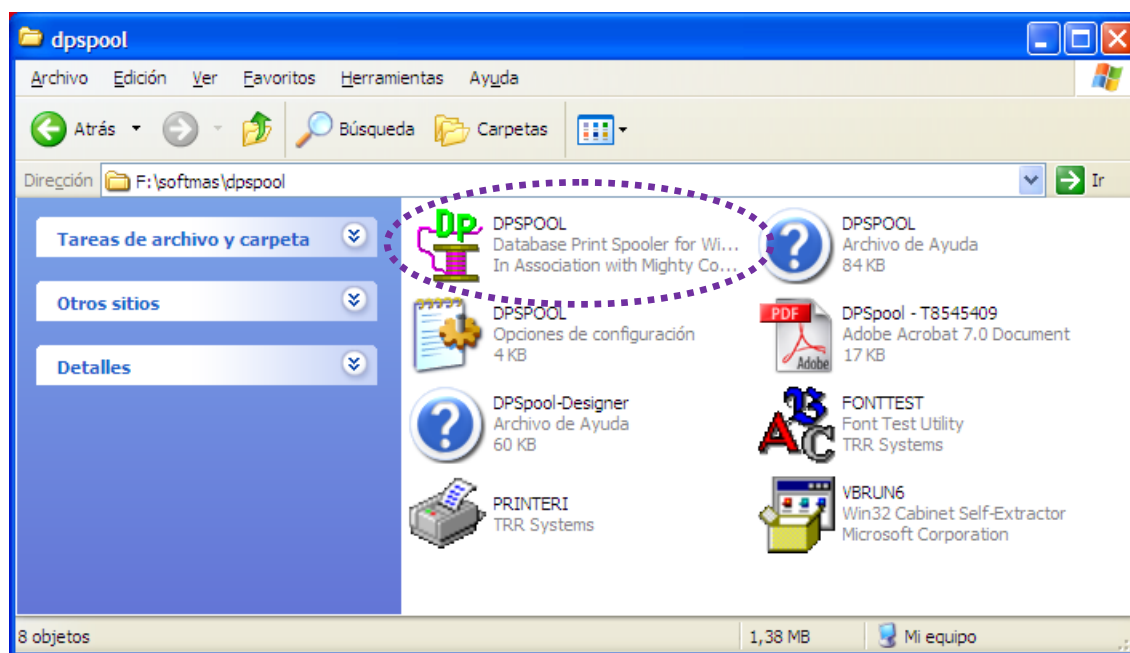 dpspool
Archivo Edición Ver Favoritos Herramientas Ayuda
Atrás Búsqueda Carpetas
Dirección F:\softmas\dpspool Ir
Tareas de archivo y carpeta
Otros sitios
Detalles
DPSPOOL
Database Print Spooler for Wi...
In Association with Mighty Co...
DPSPOOL
Archivo de Ayuda
84 KB
DPSPOOL
Opciones de configuración
4 KB
PDF
Adobe
DPSpool - T8545409
Adobe Acrobat 7.0 Document
17 KB
DPSpool-Designer
Archivo de Ayuda
60 KB
FONTTEST
Font Test Utility
TRR Systems
PRINTERI
TRR Systems
VBRUN6
Win32 Cabinet Self-Extractor
Microsoft Corporation
8 objetos 1,38 MB Mi equipo